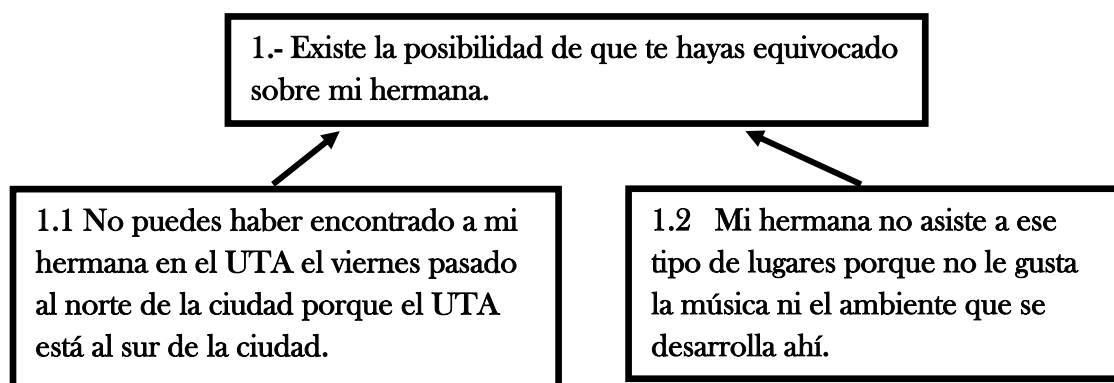 1.- Existe la posibilidad de que te hayas equivocado
sobre mi hermana.
1.1 No puedes haber encontrado a mi
hermana en el UTA el viernes pasado
al norte de la ciudad porque el UTA
está al sur de la ciudad.
1.2 Mi hermana no asiste a ese
tipo de lugares porque no le gusta
la música ni el ambiente que se
desarrolla ahí.